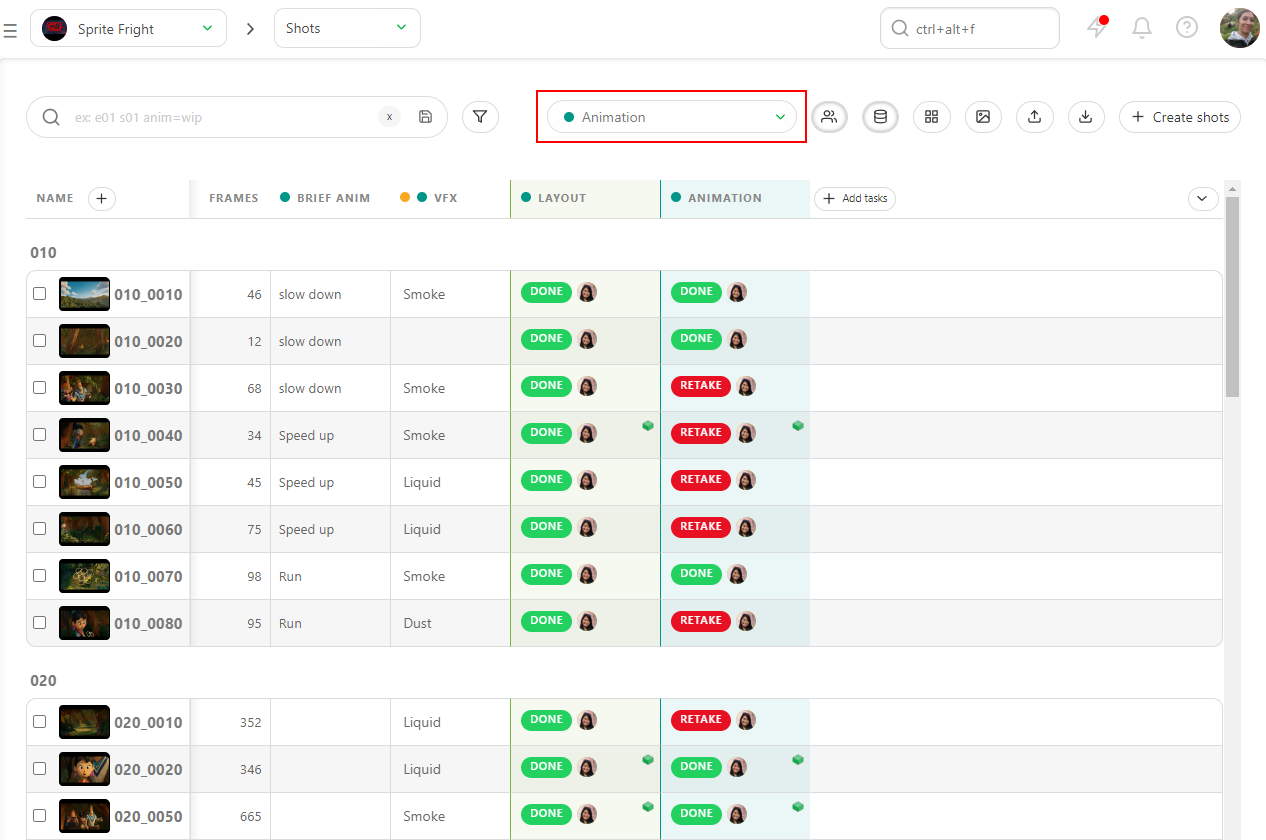 Sprite Fright
Shots
ctrl+alt+f
ex: e01 s01 anim=wip
x
Animation
Create shots
NAME FRAMES BRIEF ANIM VFX LAYOUT ANIMATION Add tasks
010
010_0010 46 slow down Smoke DONE DONE
010_0020 12 slow down DONE DONE
010_0030 68 slow down Smoke DONE RETAKE
010_0040 34 Speed up Smoke DONE RETAKE
010_0050 45 Speed up Liquid DONE RETAKE
010_0060 75 Speed up Liquid DONE RETAKE
010_0070 98 Run Smoke DONE DONE
010_0080 95 Run Dust DONE RETAKE
020
020_0010 352 Liquid DONE RETAKE
020_0020 346 Liquid DONE DONE
020_0050 665 Smoke DONE DONE